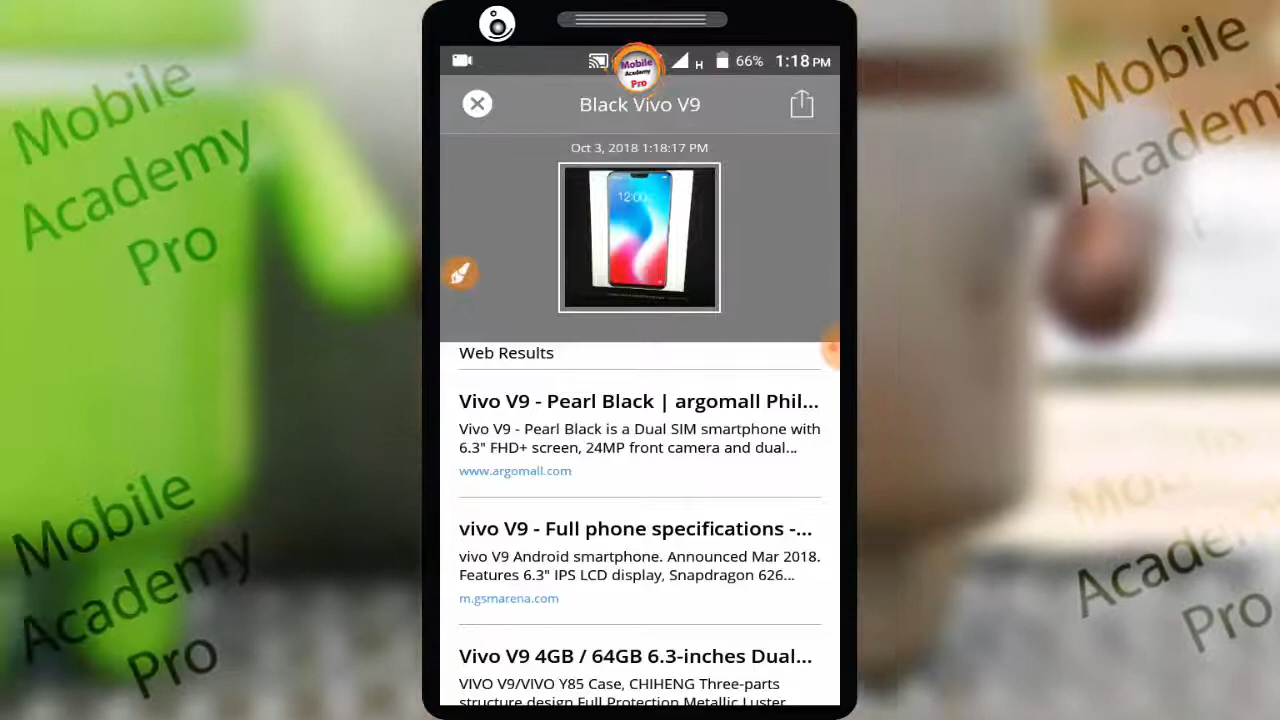 Mobile
Academy
Pro
Mobile
Academy
Pro
Mobile
Academy
Mobile
Academy
Pro
H
66%
1:18 PM
Mobile
Academy
Pro
Black Vivo V9
Oct 3, 2018 1:18:17 PM
12:00
Web Results
Vivo V9 - Pearl Black | argomall Phil...
Vivo V9 - Pearl Black is a Dual SIM smartphone with
6.3" FHD+ screen, 24MP front camera and dual...
www.argomall.com
vivo V9 - Full phone specifications -...
vivo V9 Android smartphone. Announced Mar 2018.
Features 6.3" IPS LCD display, Snapdragon 626...
m.gsmarena.com
Vivo V9 4GB / 64GB 6.3-inches Dual...
VIVO V9/VIVO Y85 Case, CHIHENG Three-parts
structure design Full Protection Metallic Luster